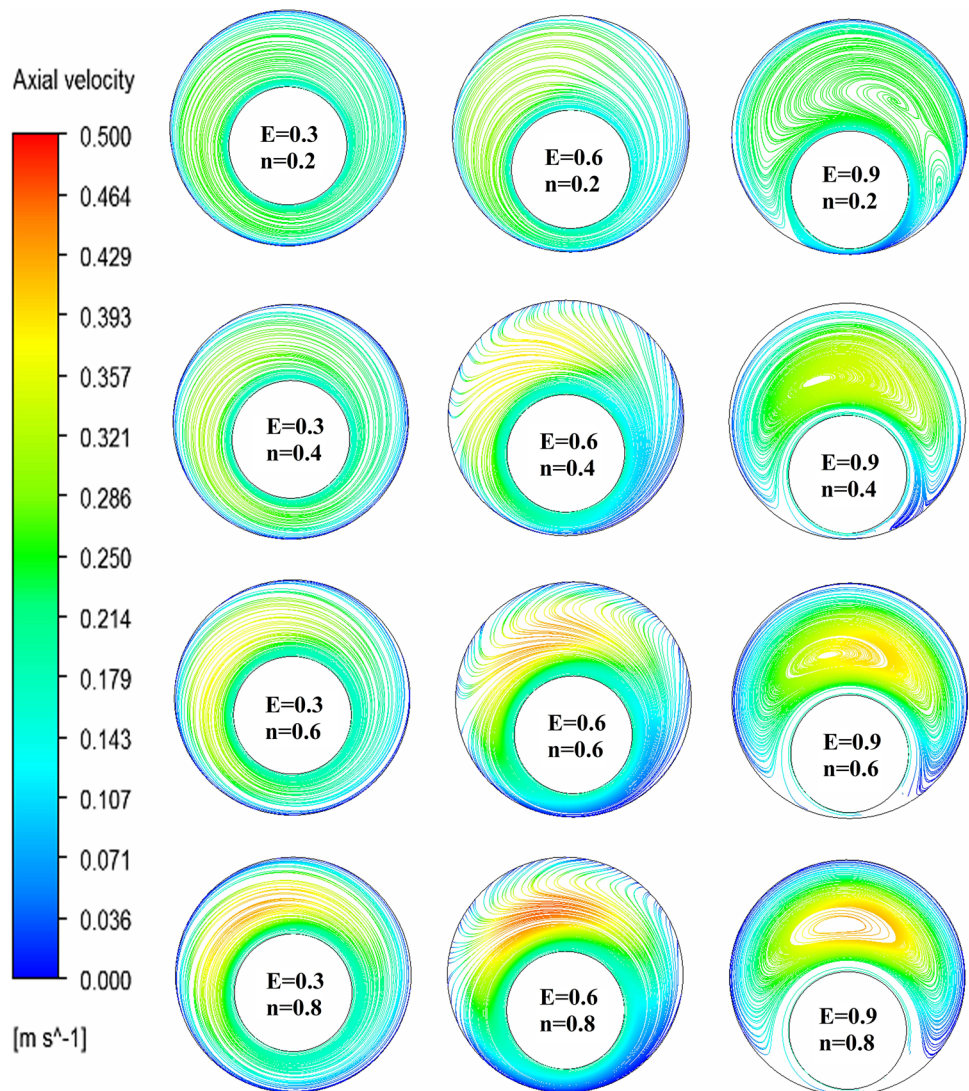 Axial velocity
0.500
0.464
0.429
0.393
0.357
0.321
0.286
0.250
0.214
0.179
0.143
0.107
0.071
0.036
0.000
[m s^-1]
E=0.3
n=0.2
E=0.6
n=0.2
E=0.9
n=0.2
E=0.3
n=0.4
E=0.6
n=0.4
E=0.9
n=0.4
E=0.3
n=0.6
E=0.6
n=0.6
E=0.9
n=0.6
E=0.3
n=0.8
E=0.6
n=0.8
E=0.9
n=0.8